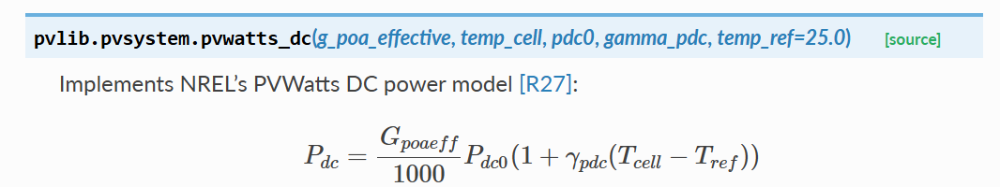 pvlib.pvsystem.pvwatts_dc(g_poa_effective, temp_cell, pdc0, gamma_pdc, temp_ref=25.0) [source]
Implements NREL’s PVWatts DC power model [R27]:
$P_{dc} = \frac{G_{poaeff}}{1000} P_{dc0}(1 + \gamma_{pdc}(T_{cell} - T_{ref}))$